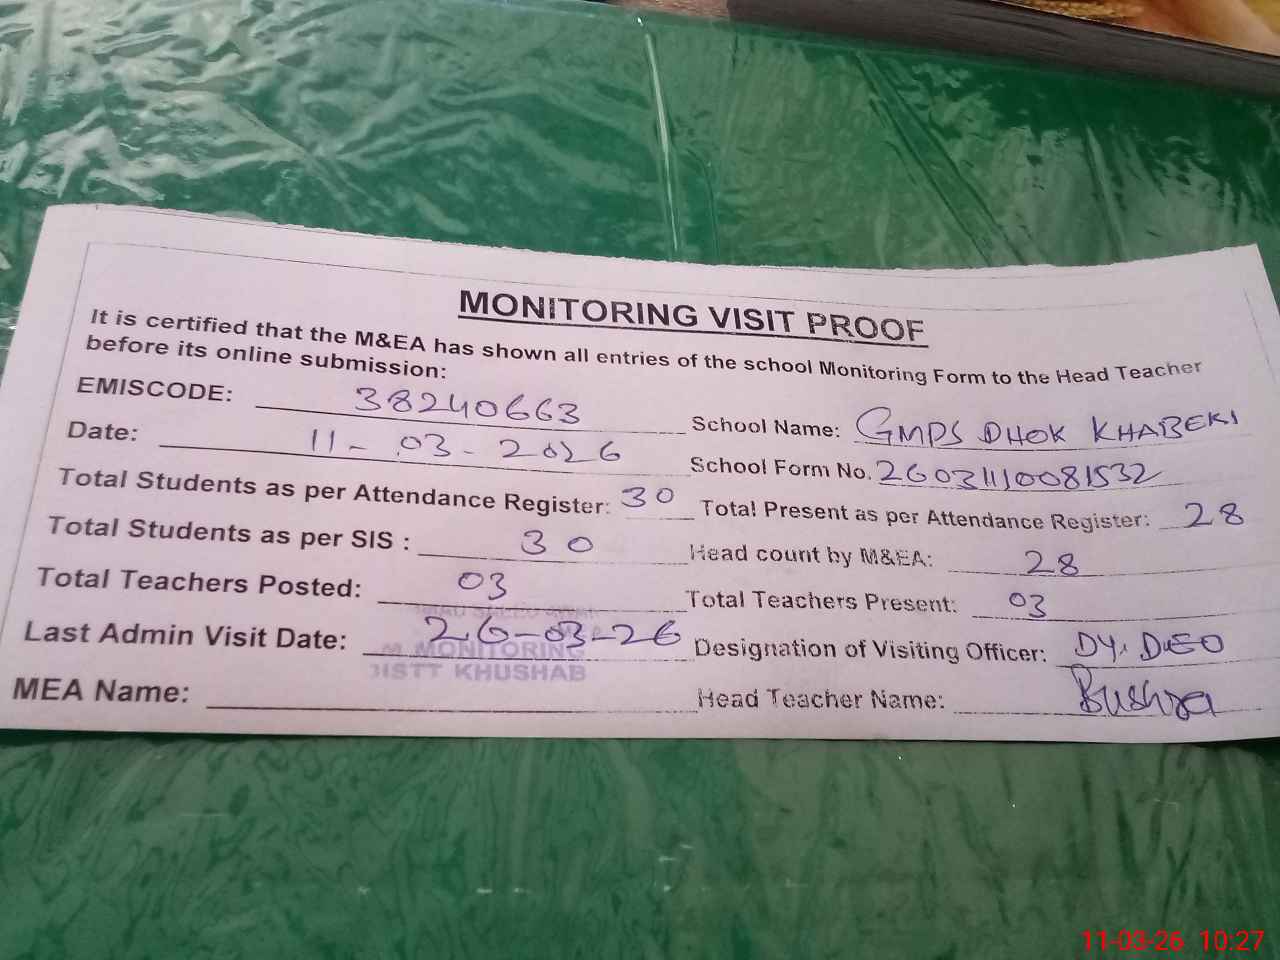 MONITORING VISIT PROOF
It is certified that the M&EA has shown all entries of the school Monitoring Form to the Head Teacher
before its online submission:
EMISCODE: 38240663
School Name: GMPS DHOK KHABEKI
Date: 11-03-2026
School Form No. 26031110081532
Total Students as per Attendance Register: 30
Total Present as per Attendance Register: 28
Total Students as per SIS : 30
Head count by M&EA: 28
Total Teachers Posted: 03
Total Teachers Present: 03
Last Admin Visit Date: 26-03-26
Designation of Visiting Officer: DY. DEO
MONITORING
DISTT KHUSHAB
MEA Name:
Head Teacher Name: Bushra
11-03-26 10:27